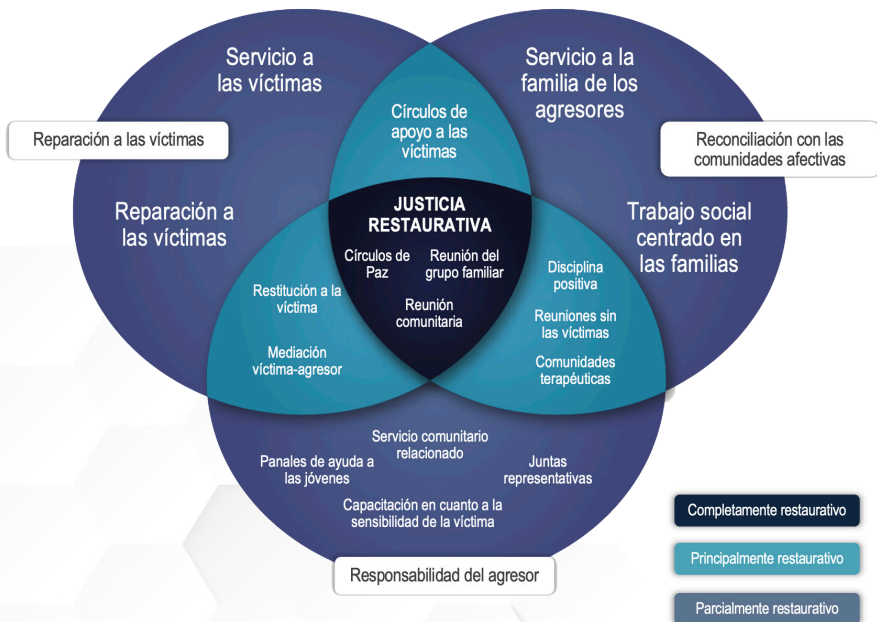 Servicio a
las víctimas
Servicio a la
familia de los
agresores
Círculos de
apoyo a las
víctimas
Reparación a las víctimas
Reconciliación con las
comunidades afectivas
Reparación a
las víctimas
JUSTICIA
RESTAURATIVA
Trabajo social
centrado en
las familias
Círculos de
Paz
Reunión del
grupo familiar
Reunión
comunitaria
Restitución a la
víctima
Mediación
víctima-agresor
Disciplina
positiva
Reuniones sin
las víctimas
Comunidades
terapéuticas
Servicio comunitario
relacionado
Panales de ayuda a
las jóvenes
Juntas
representativas
Capacitación en cuanto a la
sensibilidad de la víctima
Responsabilidad del agresor
Completamente restaurativo
Principalmente restaurativo
Parcialmente restaurativo